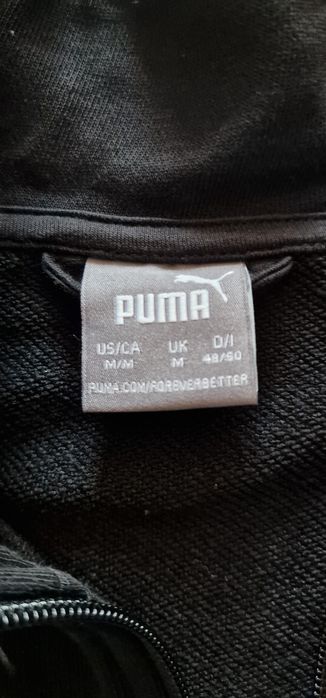 PUMA
US/CA UK D/I
M/M M 48/50
PUMA.COM/FOREVERBETTER